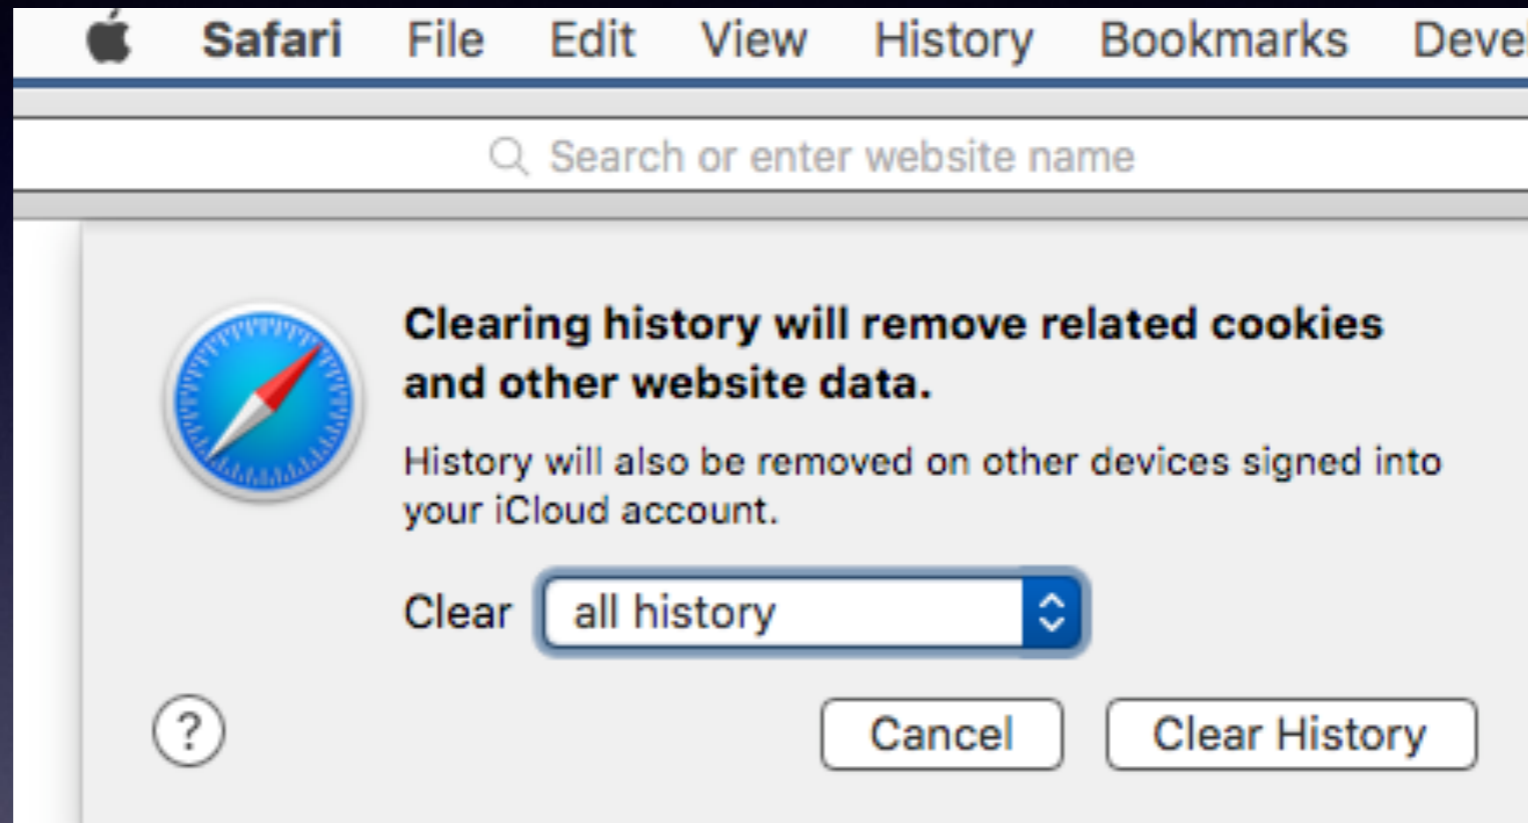 Safari File Edit View History Bookmarks Devel
Search or enter website name
Clearing history will remove related cookies
and other website data.
History will also be removed on other devices signed into
your iCloud account.
Clear all history
? Cancel Clear History